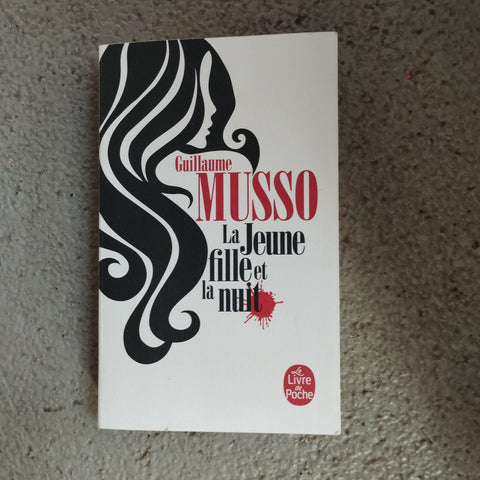 Guillaume
MUSSO
La Jeune
fille et
la nuit
Le
Livre
de
Poche